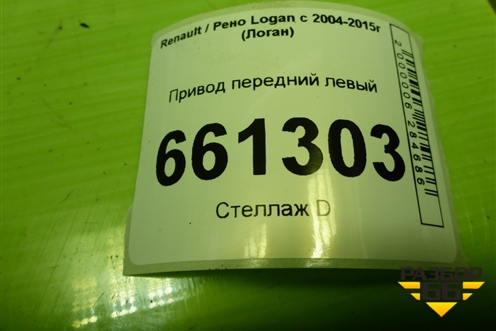 Renault / Рено Logan с 2004-2015г
(Логан)
Привод передний левый
661303
Стеллаж D
2000006284686
РАЗБОР
66